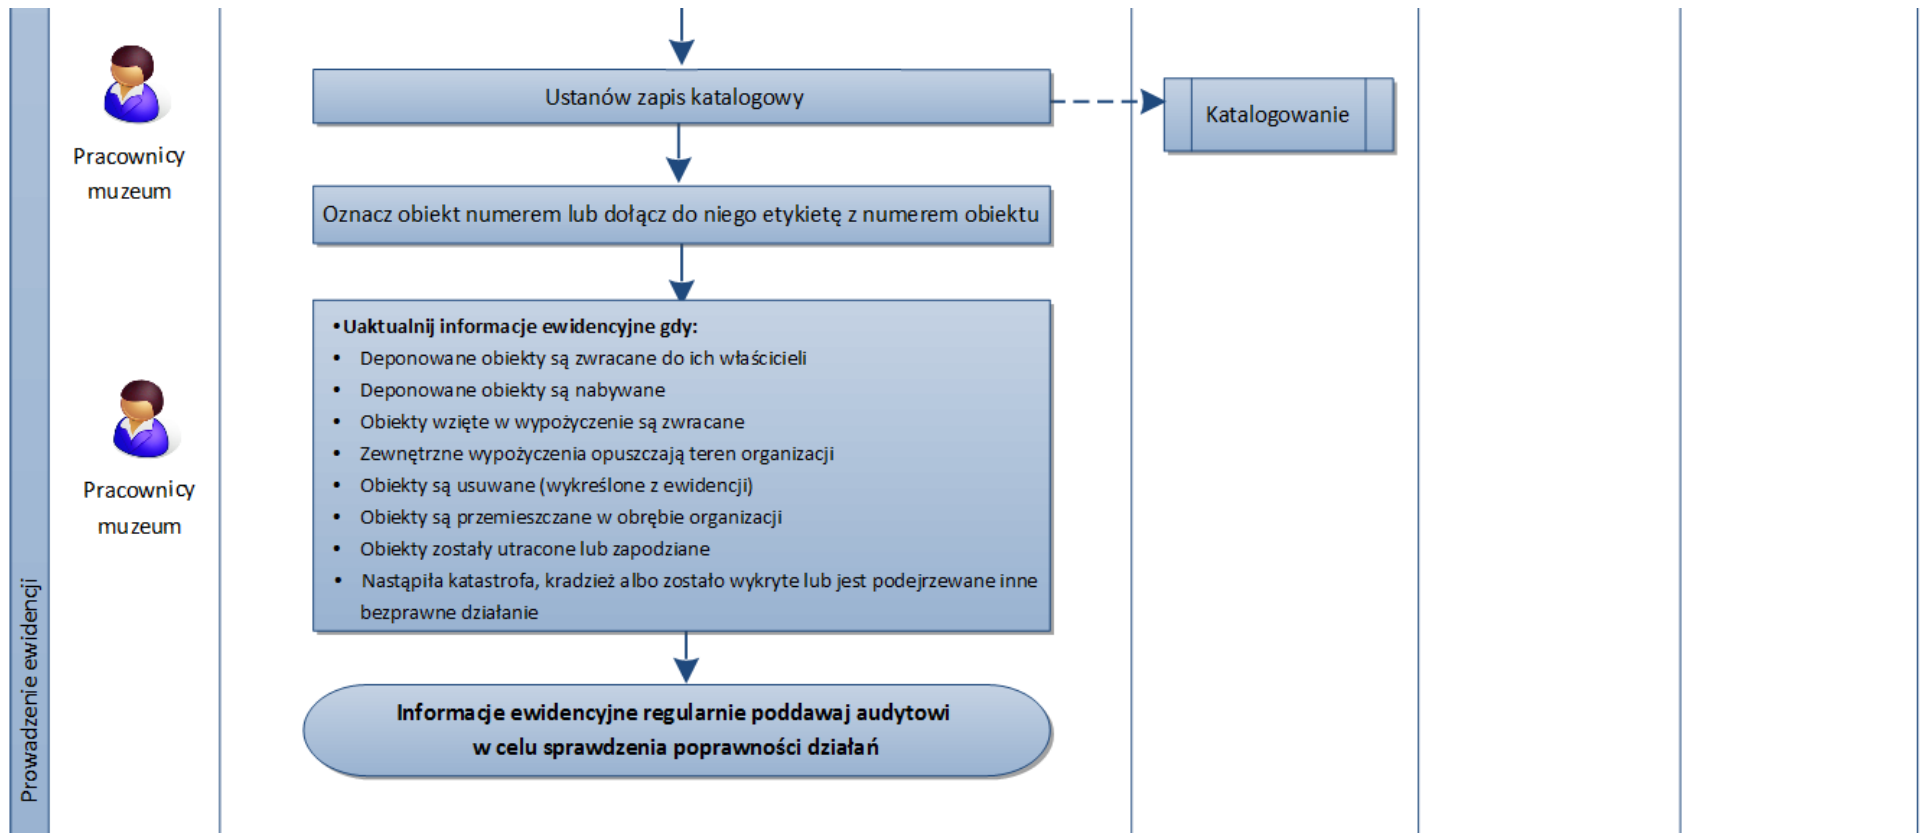 Pracownicy
muzeum
Ustanów zapis katalogowy
Katalogowanie
Oznacz obiekt numerem lub dołącz do niego etykietę z numerem obiektu
Pracownicy
muzeum
• Uaktualnij informacje ewidencyjne gdy:
• Deponowane obiekty są zwracane do ich właścicieli
• Deponowane obiekty są nabywane
• Obiekty wzięte w wypożyczenie są zwracane
• Zewnętrzne wypożyczenia opuszczają teren organizacji
• Obiekty są usuwane (wykreślone z ewidencji)
• Obiekty są przemieszczane w obrębie organizacji
• Obiekty zostały utracone lub zapodziane
• Nastąpiła katastrofa, kradzież albo zostało wykryte lub jest podejrzewane inne
bezprawne działanie
Informacje ewidencyjne regularnie poddawaj audytowi
w celu sprawdzenia poprawności działań
Prowadzenie ewidencji